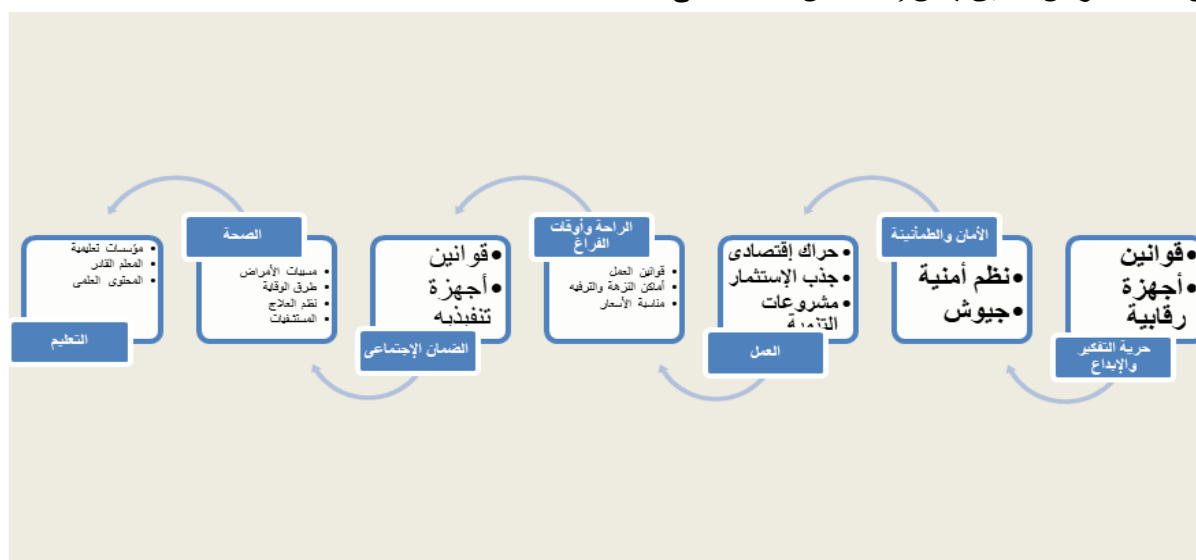 قوانين
أجهزة
رقابية
حرية التفكير
والإبداع
الأمان والطمأنينة
نظم أمنية
جيوش
حراك إقتصادى
جذب الإستثمار
مشروعات
التنمية
العمل
الراحة وأوقات
الفراغ
قوانين العمل
أماكن النزهة والترفيه
مناسبة الأسعار
قوانين
أجهزة
تنفيذيه
الضمان الإجتماعى
الصحة
مسببات الأمراض
طرق الوقاية
نظم العلاج
المستشفيات
مؤسسات تعليمية
المعلم القادر
المحتوى العلمى
التعليم